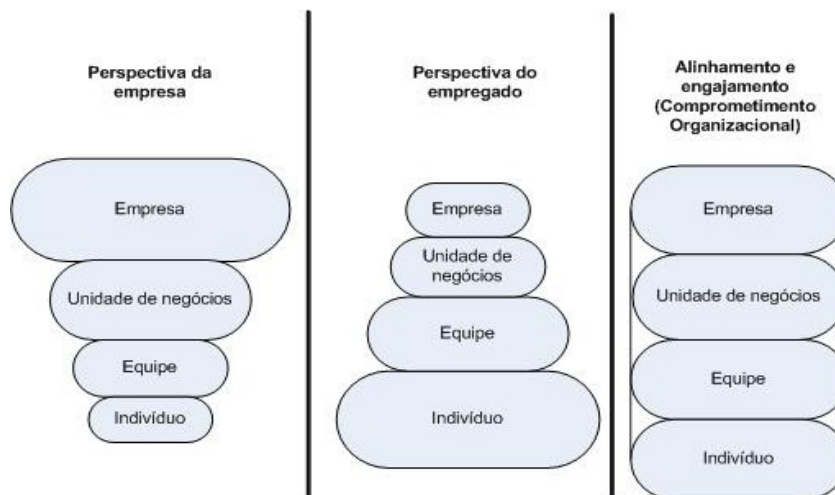 Perspectiva da
empresa
Empresa
Unidade de negócios
Equipe
Indivíduo
Perspectiva do
empregado
Empresa
Unidade de
negócios
Equipe
Indivíduo
Alinhamento e
engajamento
(Comprometimento
Organizacional)
Empresa
Unidade de negócios
Equipe
Indivíduo